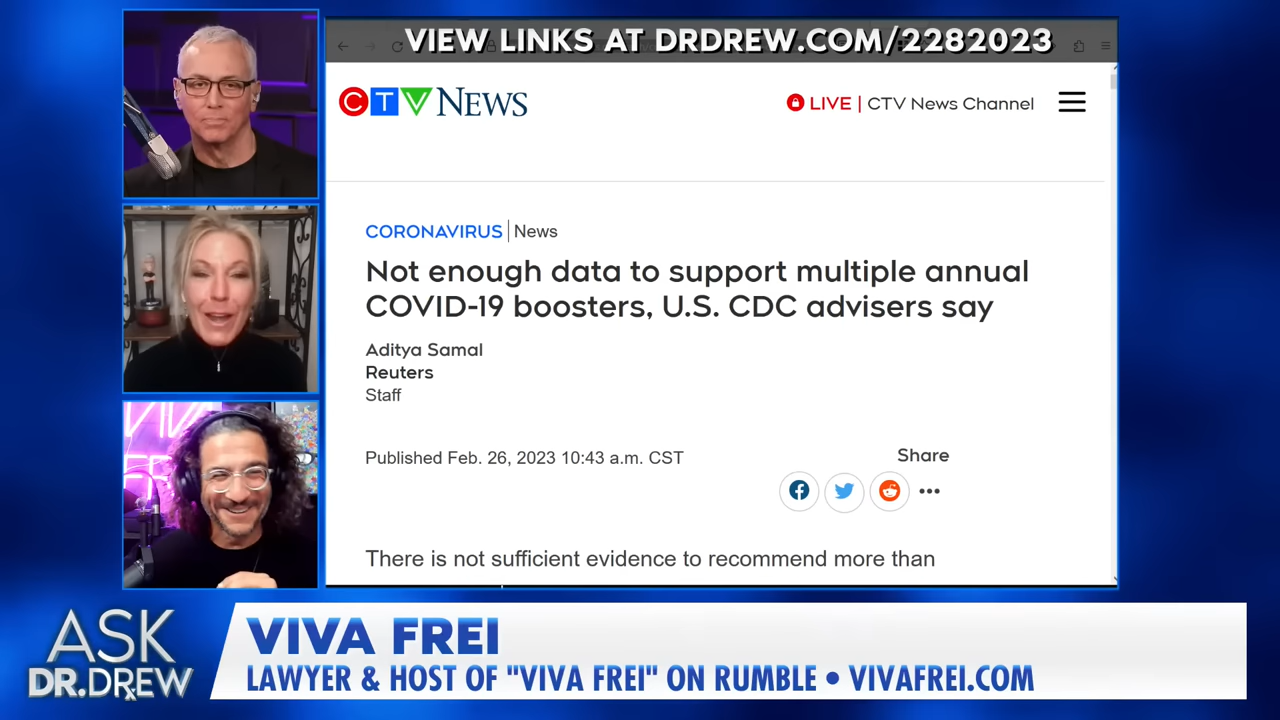 VIEW LINKS AT DRDREW.COM/2282023
CTV NEWS
LIVE | CTV News Channel
CORONAVIRUS | News
Not enough data to support multiple annual
COVID-19 boosters, U.S. CDC advisers say
Aditya Samal
Reuters
Staff
Published Feb. 26, 2023 10:43 a.m. CST
Share
There is not sufficient evidence to recommend more than
ASK
DR. DREW
VIVA FREI
LAWYER & HOST OF "VIVA FREI" ON RUMBLE • VIVAFREI.COM